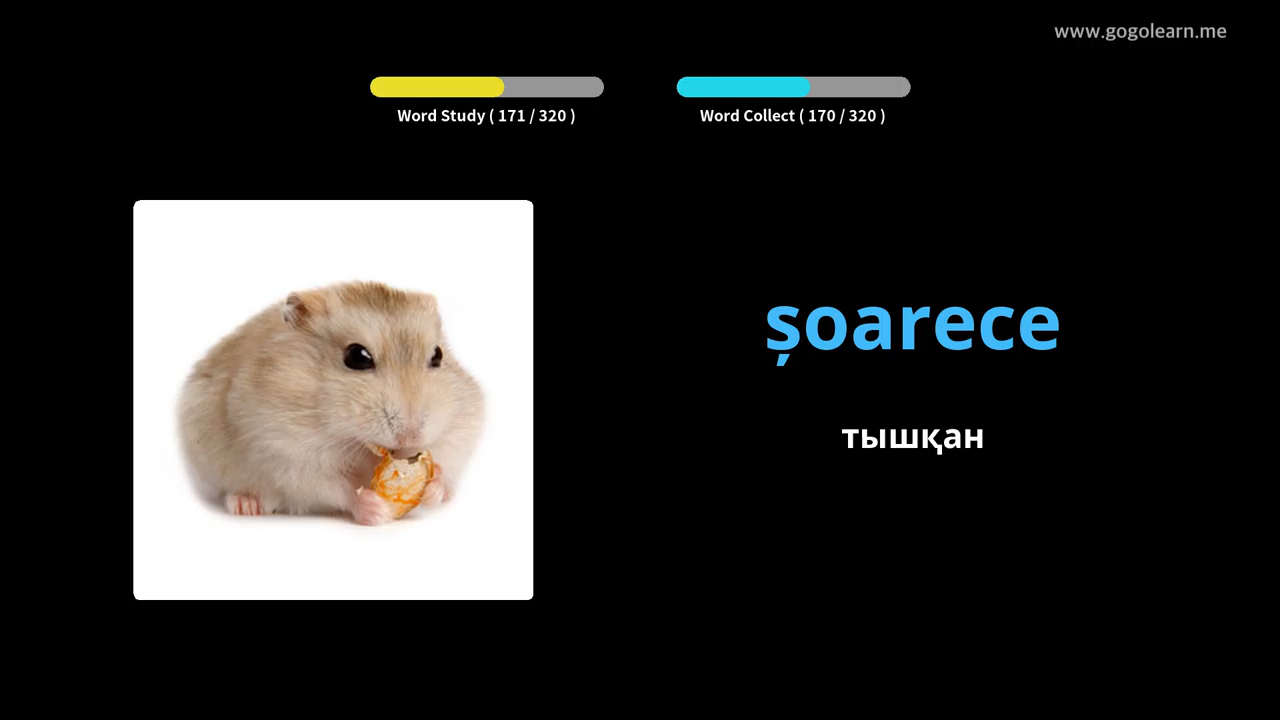 www.gogolearn.me
Word Study ( 171 / 320 )
Word Collect ( 170 / 320 )
șoarece
тышқан